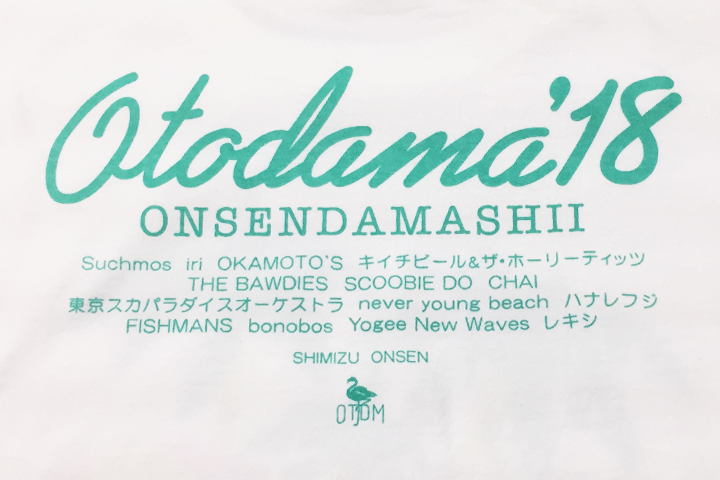 Otodama'18
ONSENDAMASHII
Suchmos iri OKAMOTO'S キイチビール&ザ・ホーリーティッツ
THE BAWDIES SCOOBIE DO CHAI
東京スカパラダイスオーケストラ never young beach ハナレフジ
FISHMANS bonobos Yogee New Waves レキシ
SHIMIZU ONSEN
OTDM